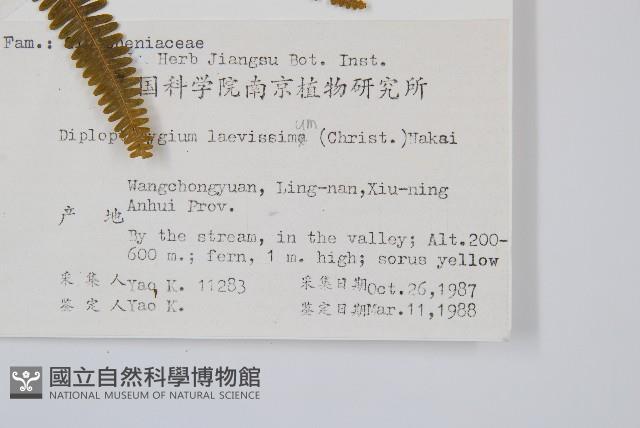 Fam.: eniaceae
Herb Jiangsu Bot. Inst.
国科学院南京植物研究所
um
Diplop ygium laevissima (Christ.)Nakai
Wangchongyuan, Ling-nan,Xiu-ning
产 地 Anhui Prov.
By the stream, in the valley; Alt.200-
600 m.; fern, 1 m. high; sorus yellow
采 集 人 Yao K. 11283 采集日期 Oct.26,1987
鉴 定 人 Yao K. 鉴定日期 Mar.11,1988
國立自然科學博物館
NATIONAL MUSEUM OF NATURAL SCIENCE